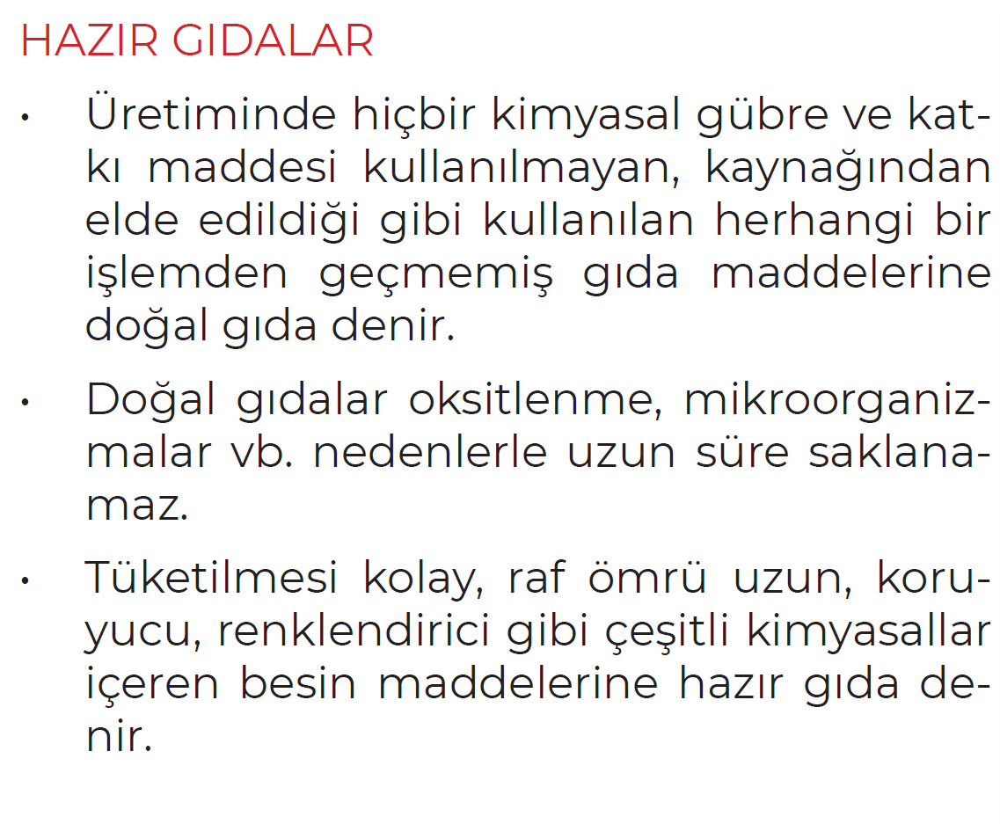 HAZIR GIDALAR
• Üretiminde hiçbir kimyasal gübre ve kat-
kı maddesi kullanılmayan, kaynağından
elde edildiği gibi kullanılan herhangi bir
işlemden geçmemiş gıda maddelerine
doğal gıda denir.
• Doğal gıdalar oksitlenme, mikroorganiz-
malar vb. nedenlerle uzun süre saklana-
maz.
• Tüketilmesi kolay, raf ömrü uzun, koru-
yucu, renklendirici gibi çeşitli kimyasallar
içeren besin maddelerine hazır gıda de-
nir.